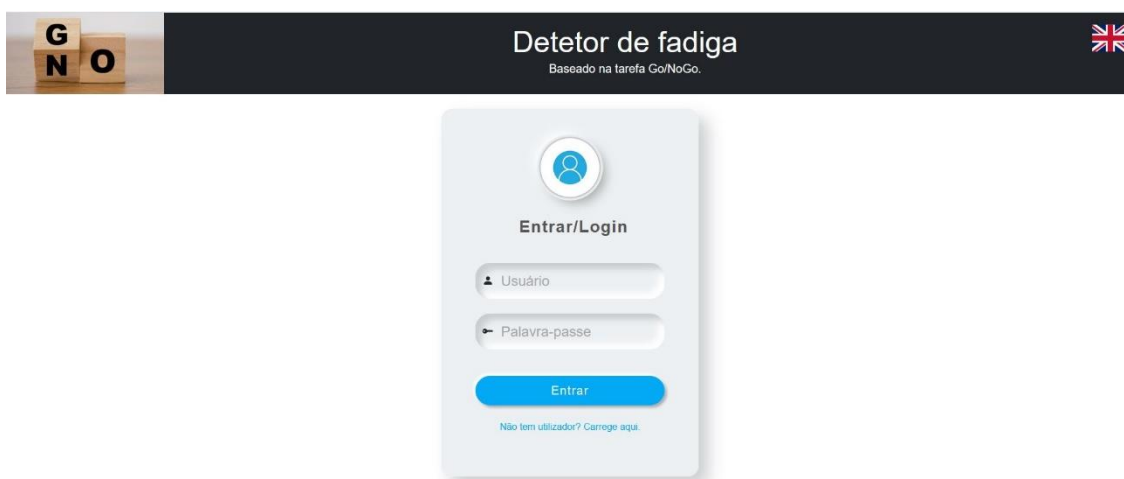 G
N O
Detetor de fadiga
Baseado na tarefa Go/NoGo.
Entrar/Login
Usuário
Palavra-passe
Entrar
Não tem utilizador? Carrege aqui.